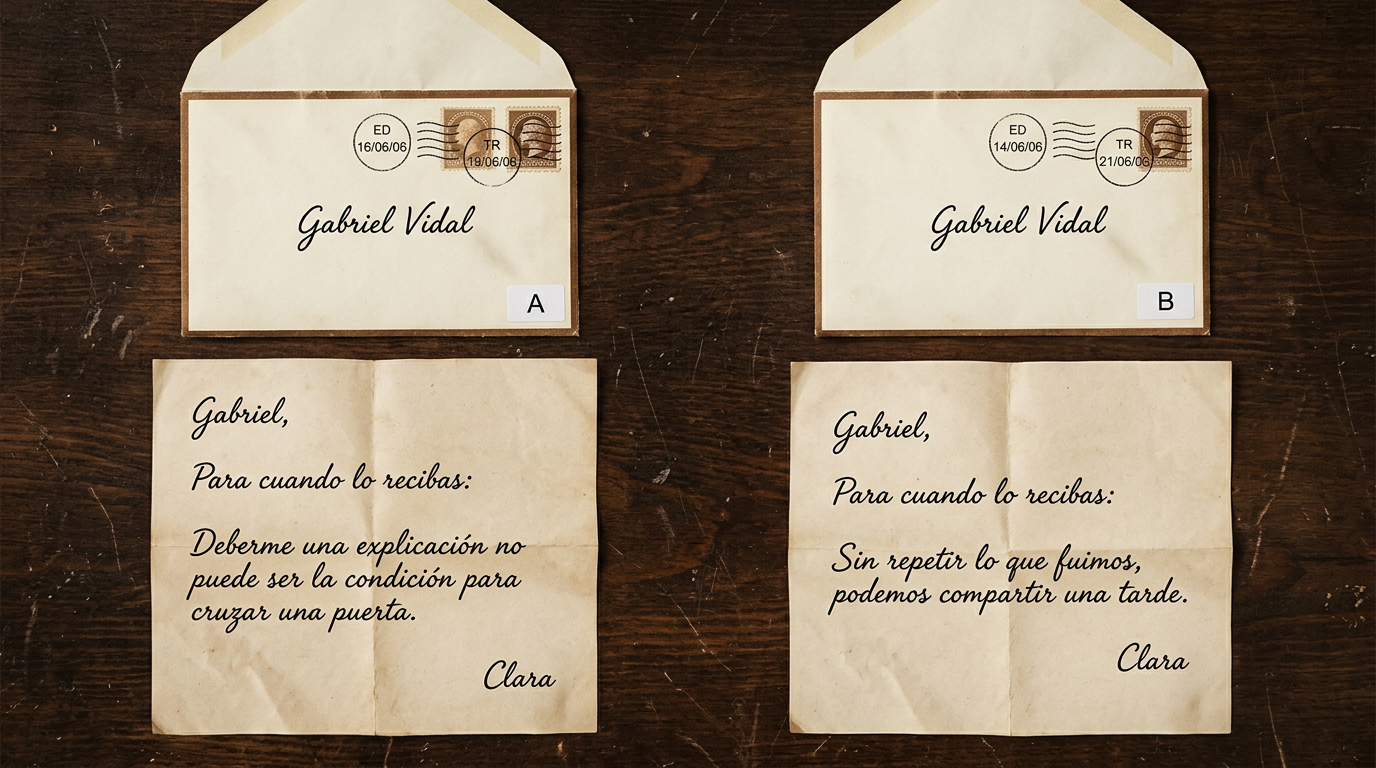 ED
16/06/06
TR
19/06/06
Gabriel Vidal
A
Gabriel,
Para cuando lo recibas:
Deberme una explicación no
puede ser la condición para
cruzar una puerta.
Clara
ED
14/06/06
TR
21/06/06
Gabriel Vidal
B
Gabriel,
Para cuando lo recibas:
Sin repetir lo que fuimos,
podemos compartir una tarde.
Clara